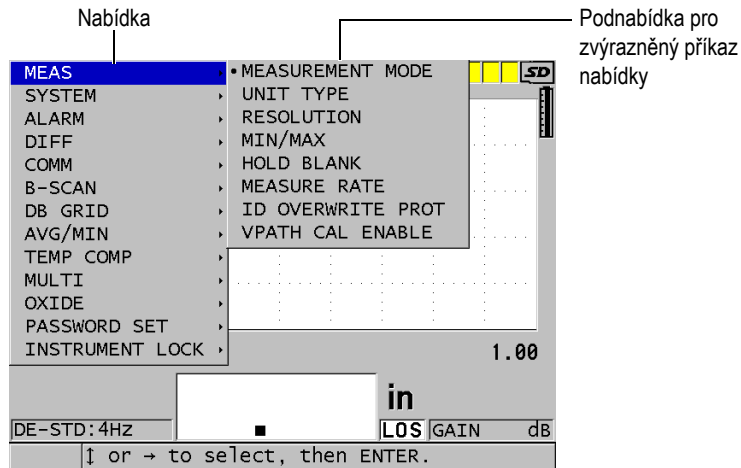 Nabídka
Podnabídka pro
zvýrazněný příkaz
nabídky
MEAS
SYSTEM
ALARM
DIFF
COMM
B-SCAN
DB GRID
AVG/MIN
TEMP COMP
MULTI
OXIDE
PASSWORD SET
INSTRUMENT LOCK
•MEASUREMENT MODE
UNIT TYPE
RESOLUTION
MIN/MAX
HOLD BLANK
MEASURE RATE
ID OVERWRITE PROT
VPATH CAL ENABLE
SD
1.00
in
DE-STD:4Hz
LOS GAIN dB
↕ or → to select, then ENTER.